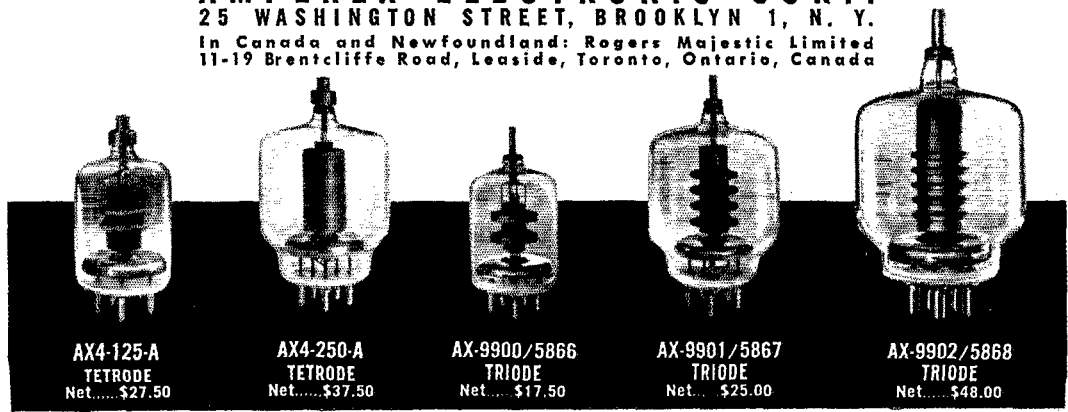 25 WASHINGTON STREET, BROOKLYN 1, N. Y.
In Canada and Newfoundland: Rogers Majestic Limited
11-19 Brentcliffe Road, Leaside, Toronto, Ontario, Canada
AX4-125-A
TETRODE
Net.....$27.50
AX4-250-A
TETRODE
Net......$37.50
AX-9900/5866
TRIODE
Net.....$17.50
AX-9901/5867
TRIODE
Net.....$25.00
AX-9902/5868
TRIODE
Net.....$48.00